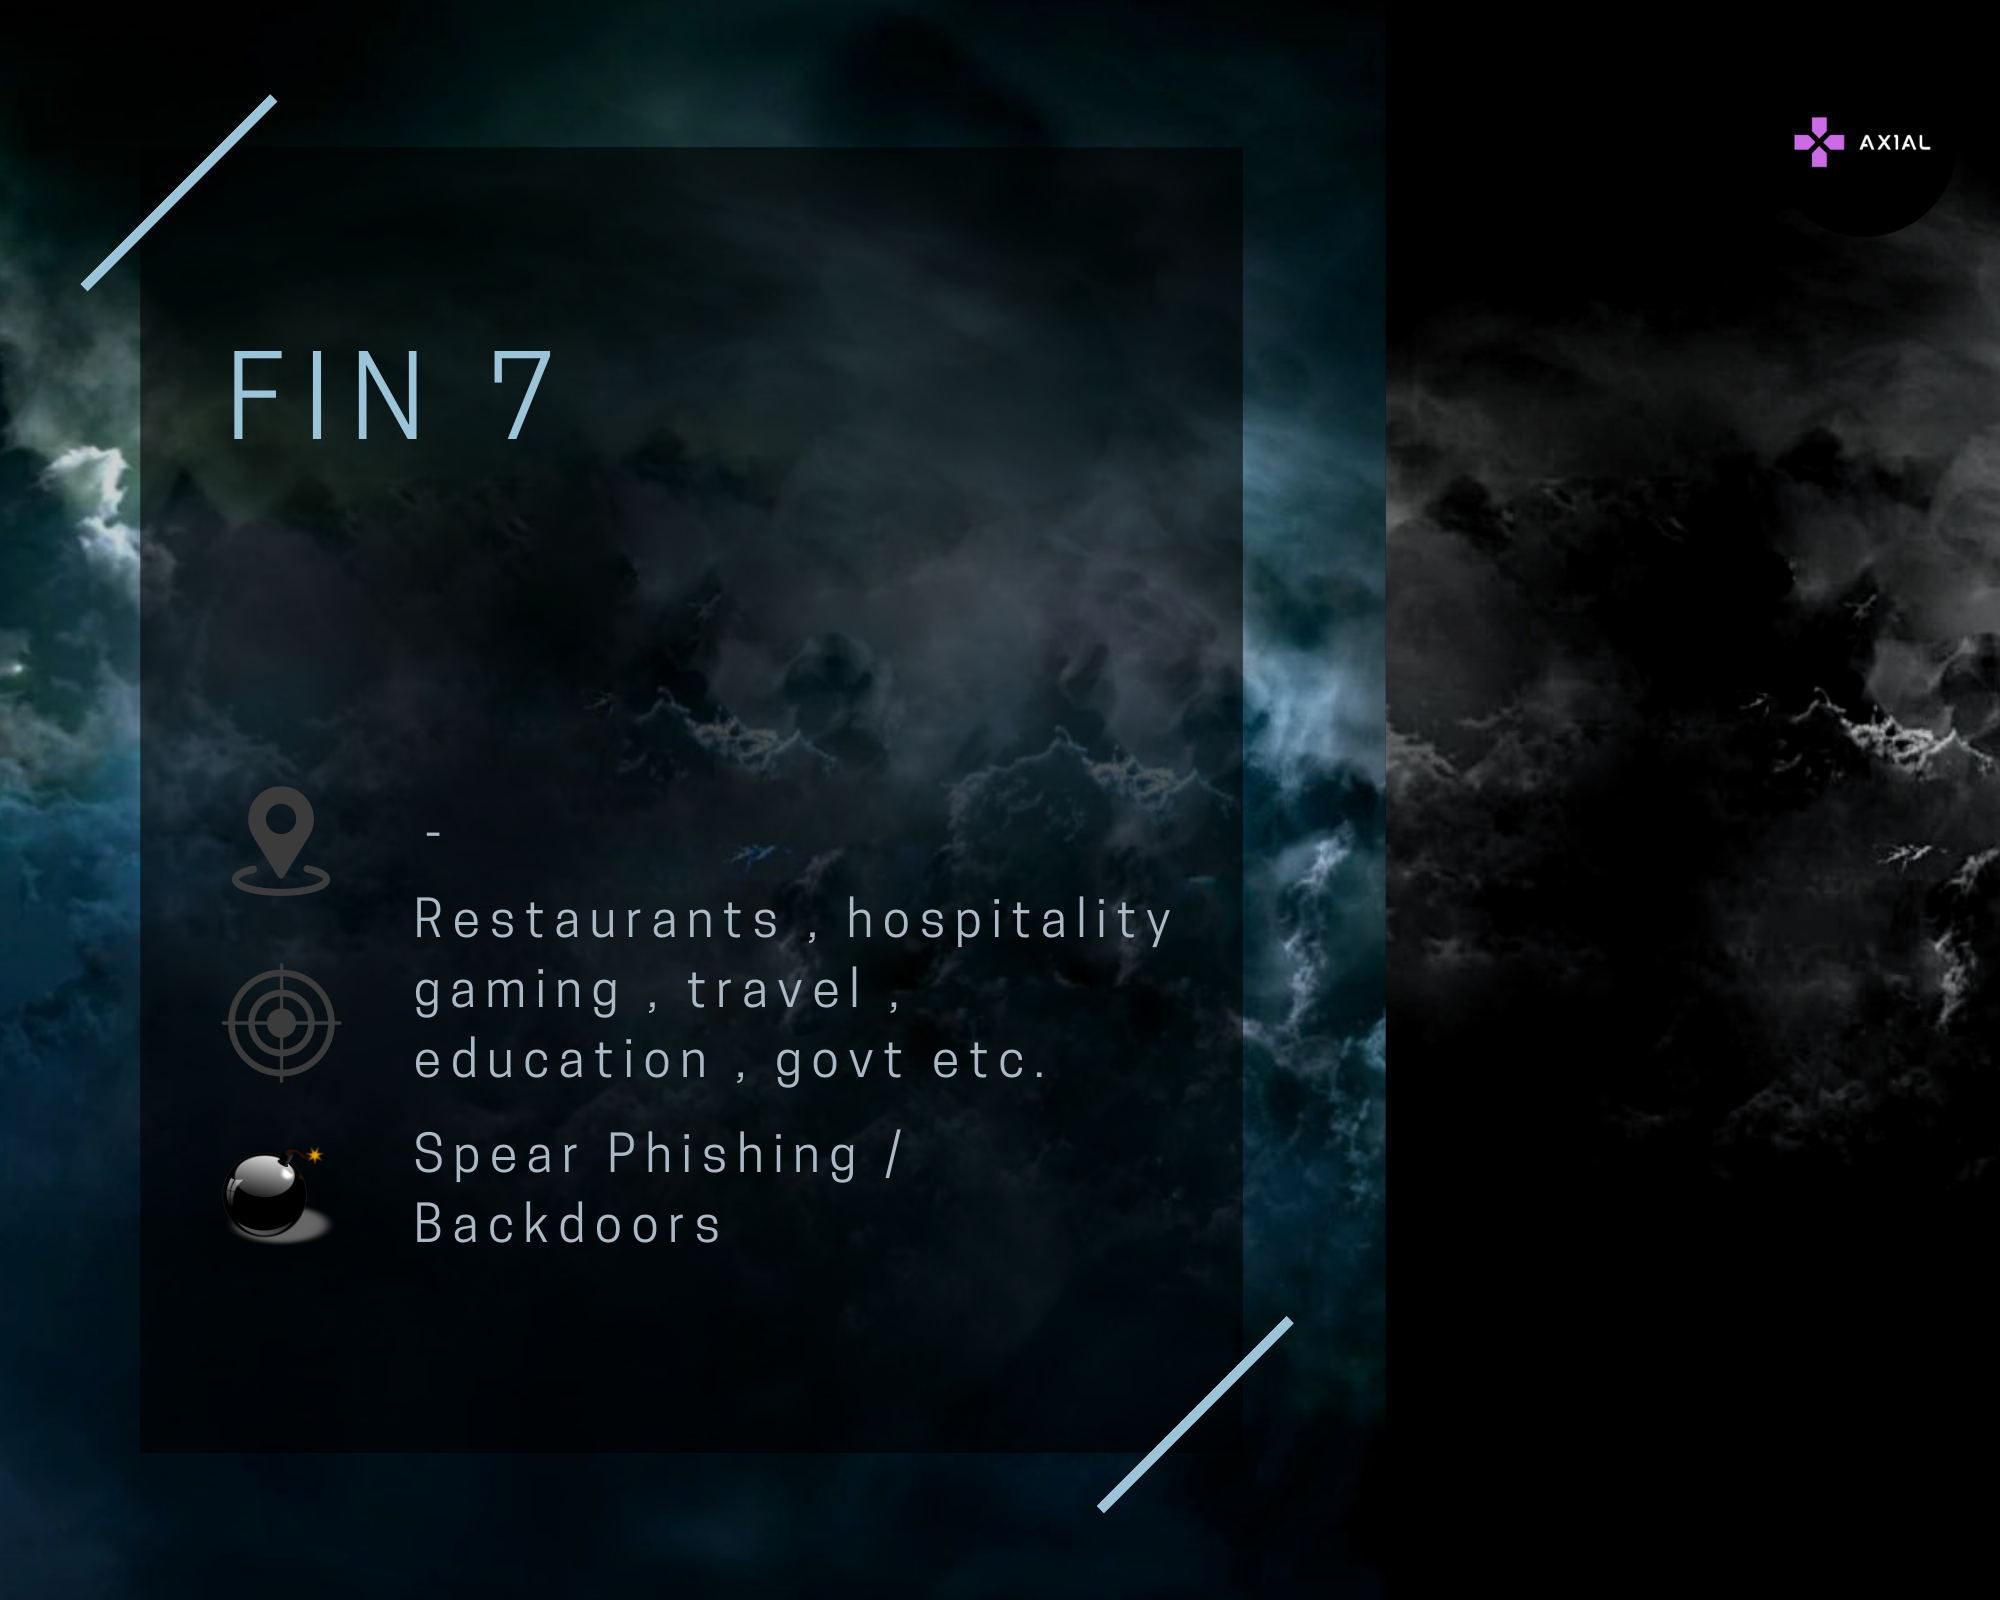 AXIAL
FIN 7
-
Restaurants , hospitality
gaming , travel ,
education , govt etc.
Spear Phishing /
Backdoors